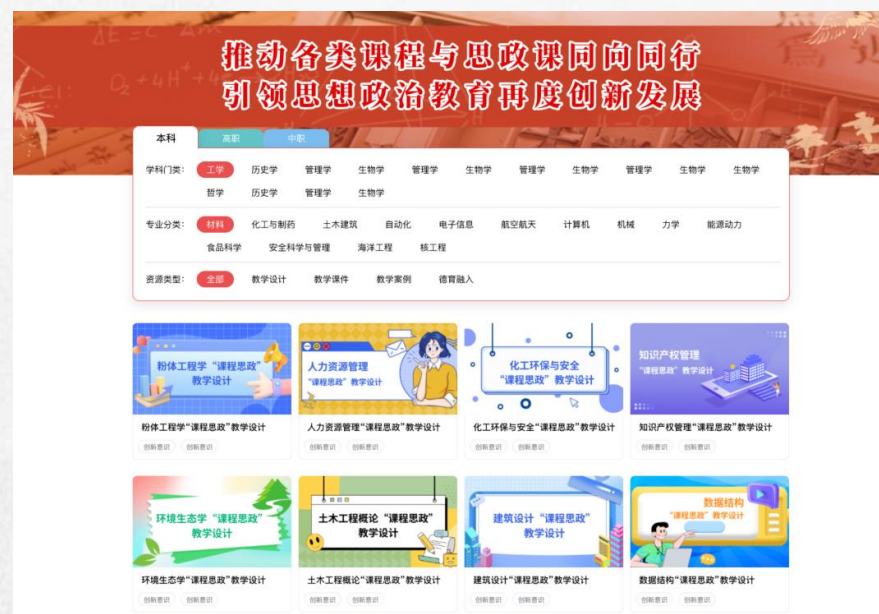 推动各类课程与思政课同向同行
引领思想政治教育再度创新发展
本科 高职 中职
学科门类: 工学 历史学 管理学 生物学 管理学 生物学 管理学 生物学 管理学 生物学 生物学
哲学 历史学 管理学 生物学
专业分类: 材料 化工与制药 土木建筑 自动化 电子信息 航空航天 计算机 机械 力学 能源动力
食品科学 安全科学与管理 海洋工程 核工程
资源类型: 全部 教学设计 教学课件 教学案例 德育融入
粉体工程学“课程思政”
教学设计
人力资源管理
“课程思政”教学设计
化工环保与安全
“课程思政”教学设计
知识产权管理
“课程思政”教学设计
粉体工程学“课程思政”教学设计
人力资源管理“课程思政”教学设计
化工环保与安全“课程思政”教学设计
知识产权管理“课程思政”教学设计
创新意识 创新意识
创新意识 创新意识
创新意识 创新意识
创新意识 创新意识
环境生态学“课程思政”
教学设计
土木工程概论“课程思政”
教学设计
建筑设计“课程思政”
教学设计
数据结构
“课程思政”教学设计
环境生态学“课程思政”教学设计
土木工程概论“课程思政”教学设计
建筑设计“课程思政”教学设计
数据结构“课程思政”教学设计
创新意识 创新意识
创新意识 创新意识
创新意识 创新意识
创新意识 创新意识